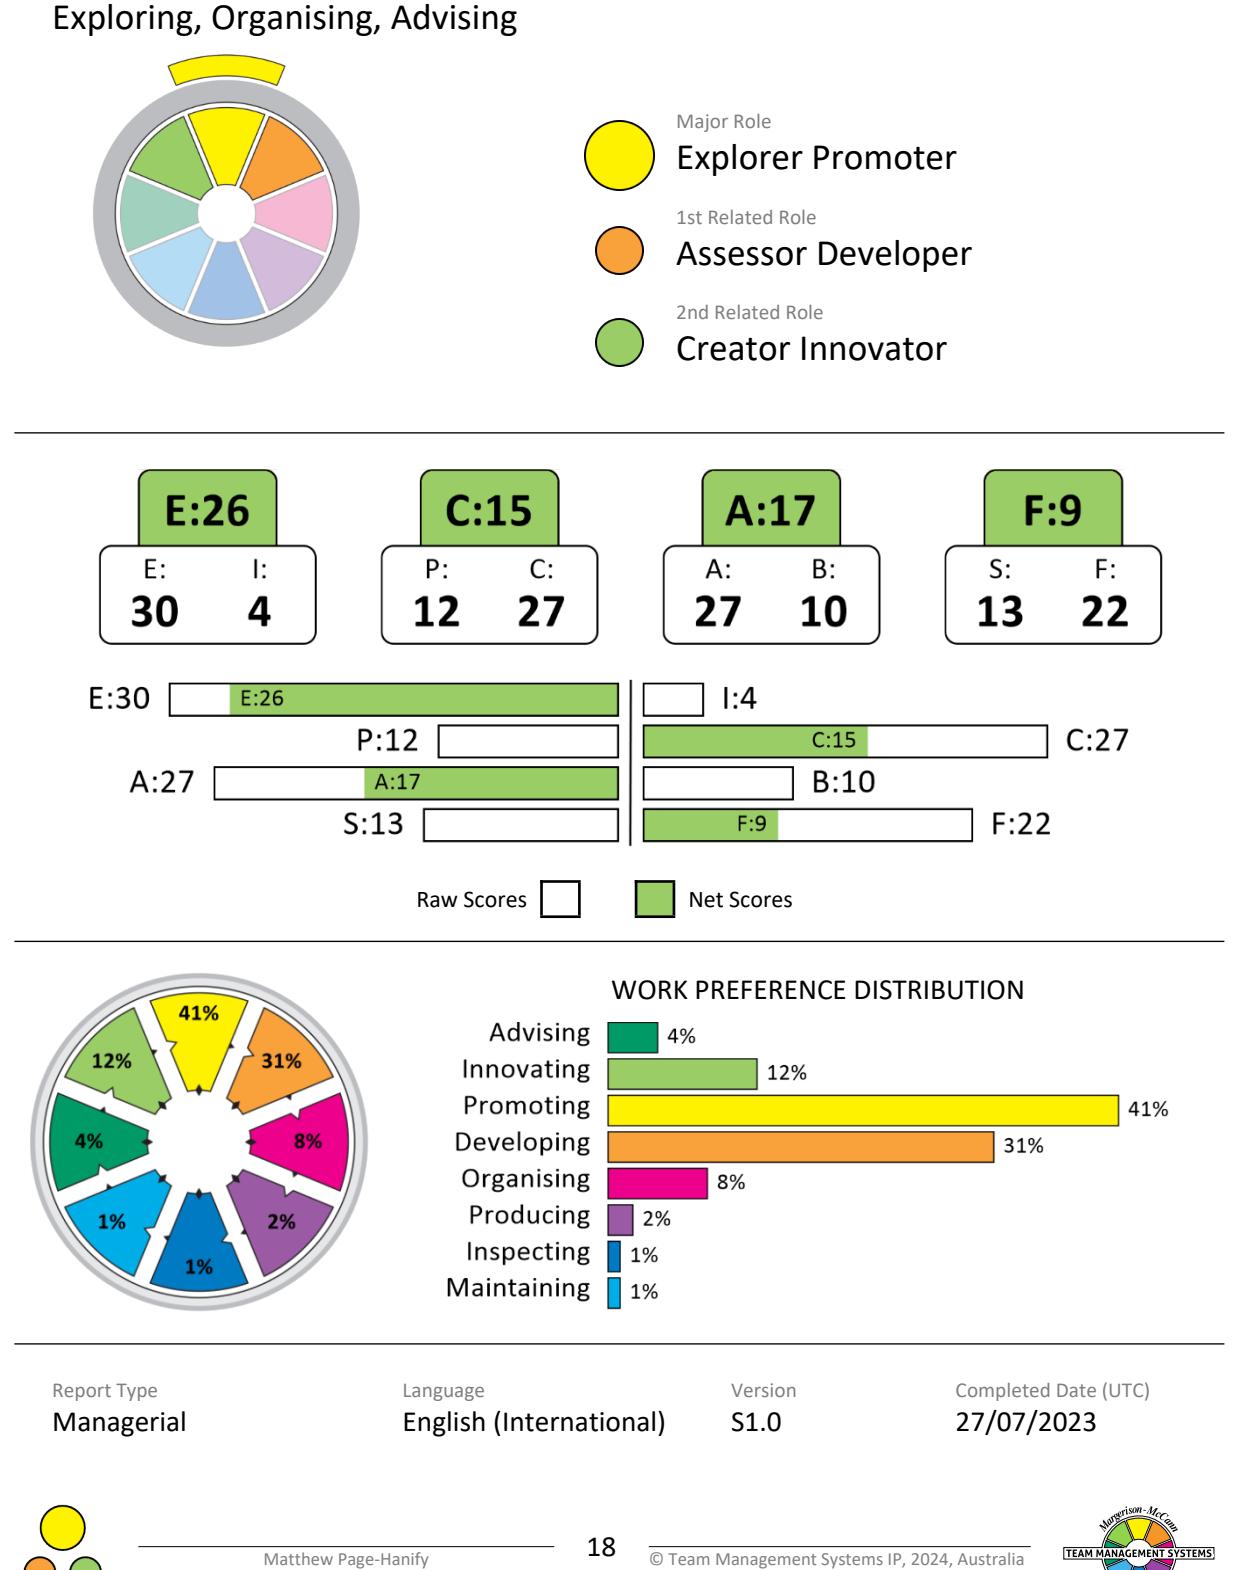 Exploring, Organising, Advising
Major Role
Explorer Promoter
1st Related Role
Assessor Developer
2nd Related Role
Creator Innovator
E:26 C:15 A:17 F:9
E: I: P: C: A: B: S: F:
30 4 12 27 27 10 13 22
E:30 E:26 I:4
P:12 C:15 C:27
A:27 A:17 B:10
S:13 F:9 F:22
Raw Scores Net Scores
41%
31%
8%
2%
1%
1%
4%
12%
WORK PREFERENCE DISTRIBUTION
Advising 4%
Innovating 12%
Promoting 41%
Developing 31%
Organising 8%
Producing 2%
Inspecting 1%
Maintaining 1%
Report Type Language Version Completed Date (UTC)
Managerial English (International) S1.0 27/07/2023
Matthew Page-Hanify 18 © Team Management Systems IP, 2024, Australia
Margerison-McCann
TEAM MANAGEMENT SYSTEMS